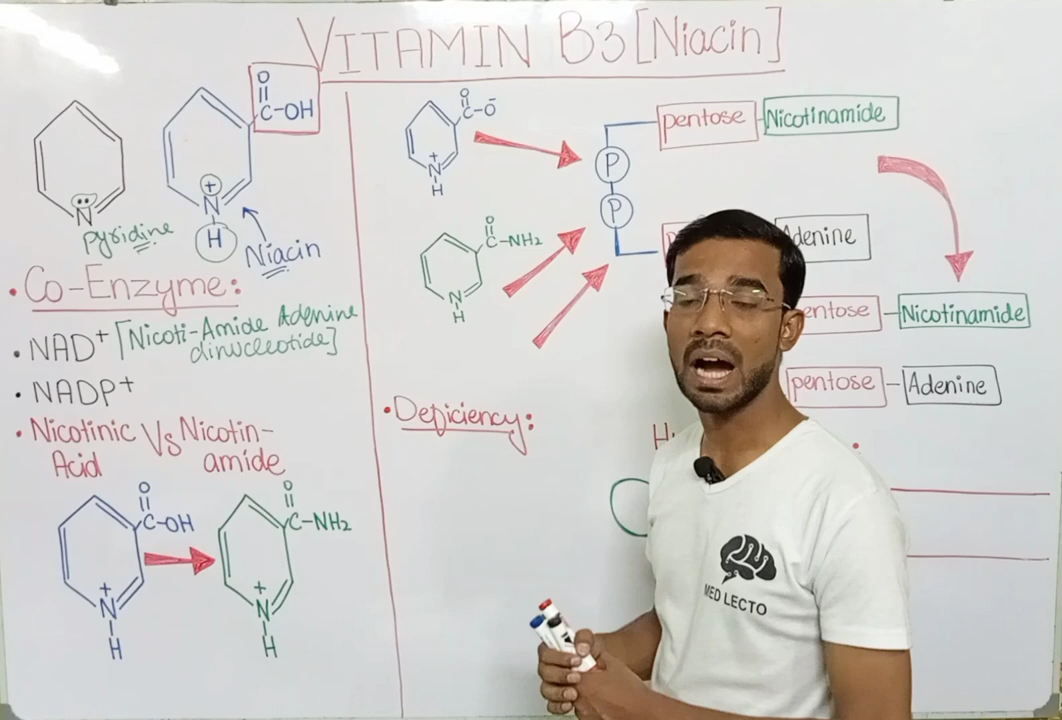 VITAMIN B3 [Niacin]
O
C-OH
N
+
N
H
pyridine
Niacin
• Co-Enzyme:
• NAD+ [Nicoti-Amide Adenine
dinucleotide]
• NADP+
• Nicotinic Vs Nicotin-
Acid amide
O
C-OH
+
N
H
O
C-NH2
+
N
H
O
C-O-
N+
H
O
C-NH2
N
H
P
P
pentose - Nicotinamide
Adenine
pentose - Nicotinamide
pentose - Adenine
• Deficiency:
MED LECTO